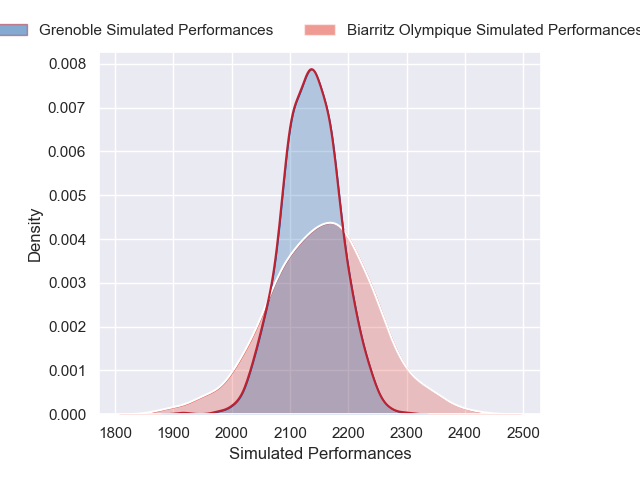 Grenoble Simulated Performances
Biarritz Olympique Simulated Performances
0.008
0.007
0.006
0.005
0.004
0.003
0.002
0.001
0.000
Density
1800 1900 2000 2100 2200 2300 2400 2500
Simulated Performances